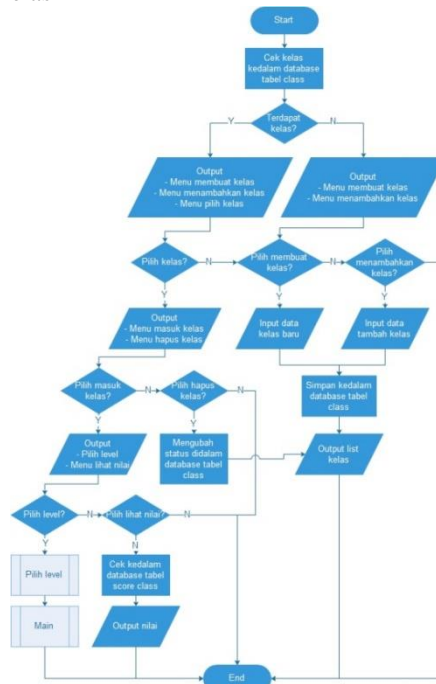 Start
Cek kelas
kedalam database
tabel class
Terdapat
kelas?
Y
N
Output
- Menu membuat kelas
- Menu menambahkan kelas
- Menu pilih kelas
Output
- Menu membuat kelas
- Menu menambahkan kelas
Pilih kelas?
N
Pilih membuat
kelas?
N
Pilih
menambahkan
kelas?
Y
Y
Y
Output
- Menu masuk kelas
- Menu hapus kelas
Input data
kelas baru
Input data
tambah kelas
Pilih masuk
kelas?
N
Pilih hapus
kelas?
N
Simpan kedalam
database tabel
class
Y
Y
Output
- Pilih level
- Menu lihat nilai
Mengubah
status didalam
database tabel
class
Output list
kelas
Pilih level?
N
Pilih lihat nilai?
N
Y
N
Pilih level
Cek kedalam
database tabel
score class
Main
Output nilai
End